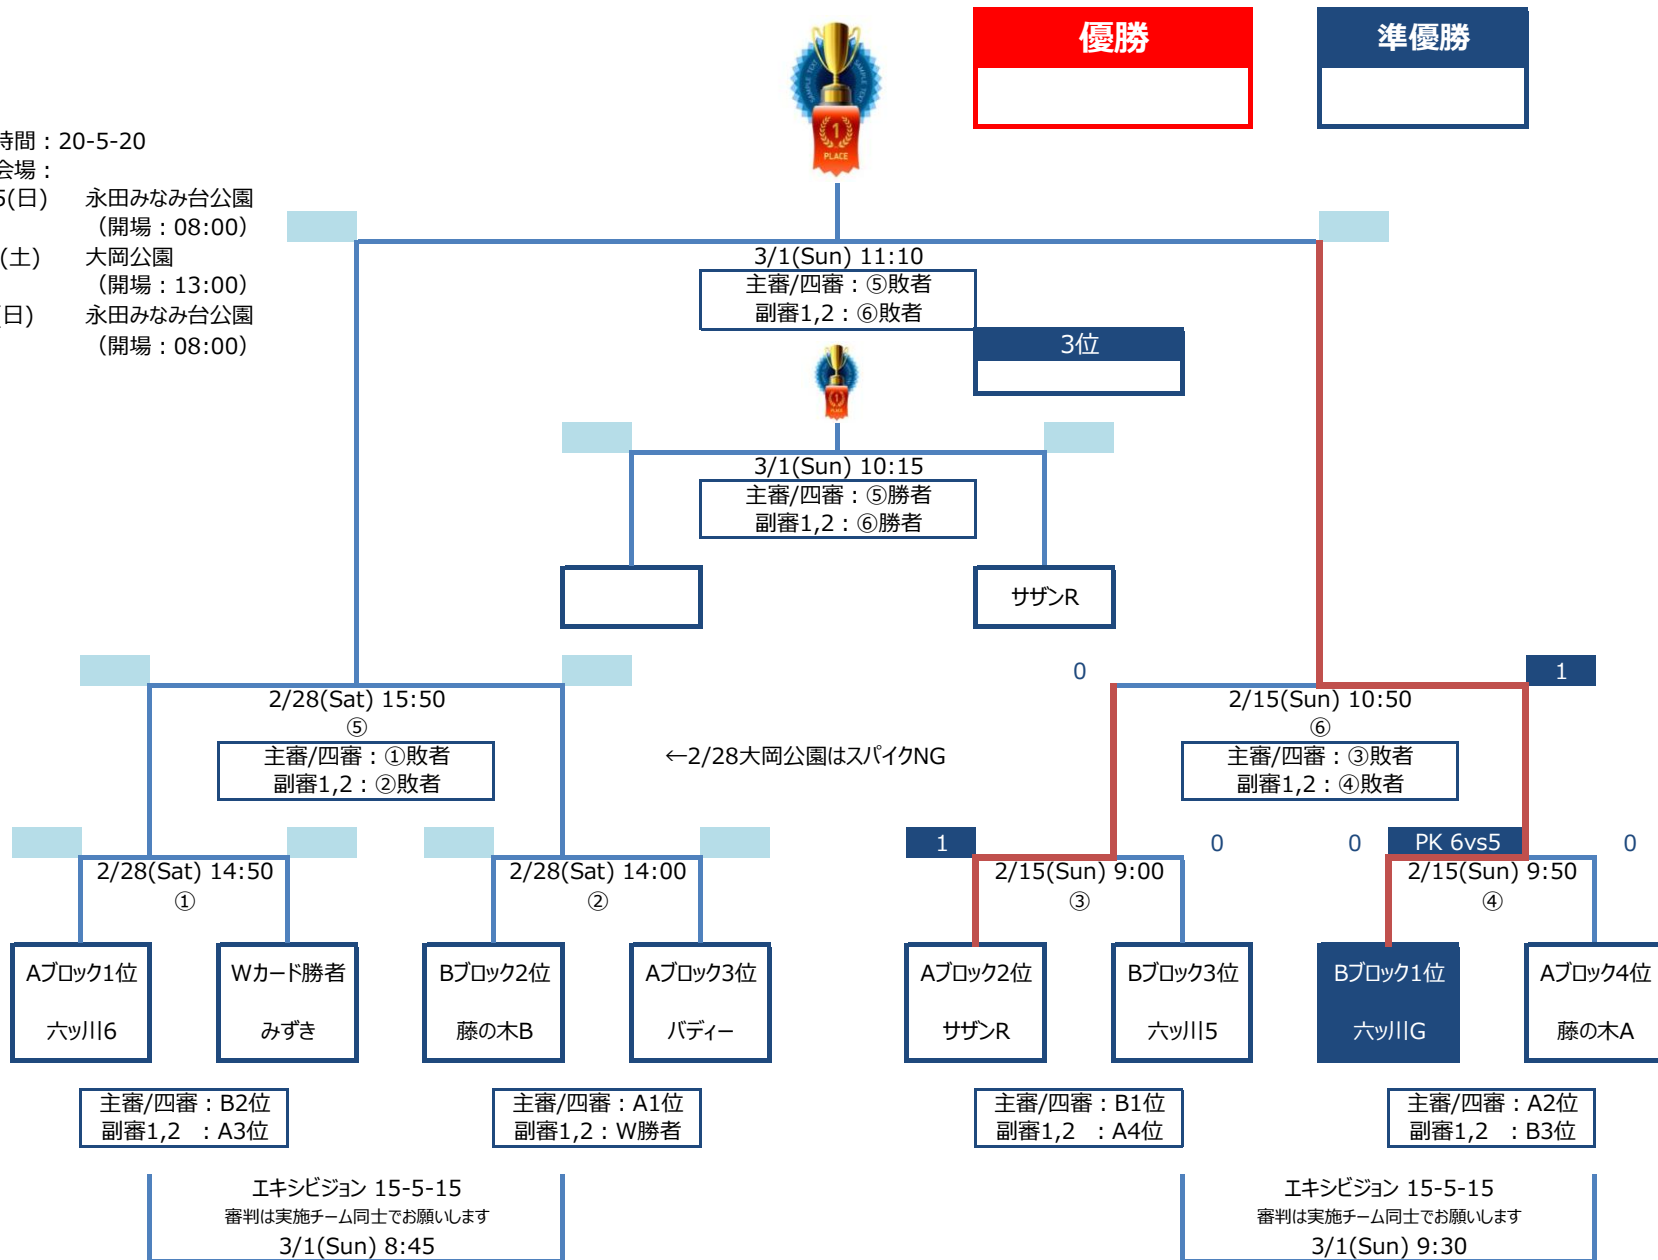 優勝
準優勝
時間：20-5-20
会場：
5(日) 永田みなみ台公園
（開場：08:00）
(土) 大岡公園
（開場：13:00）
(日) 永田みなみ台公園
（開場：08:00）
SAMPLE TEXT SAMPLE TEXT
1
PLACE
3/1(Sun) 11:10
主審/四審：⑤敗者
副審1,2：⑥敗者
3位
1
PLACE
3/1(Sun) 10:15
主審/四審：⑤勝者
副審1,2：⑥勝者
サザンR
0
1
2/28(Sat) 15:50
⑤
主審/四審：①敗者
副審1,2：②敗者
←2/28大岡公園はスパイクNG
2/15(Sun) 10:50
⑥
主審/四審：③敗者
副審1,2：④敗者
1
0
0
PK 6vs5
0
2/28(Sat) 14:50
①
2/28(Sat) 14:00
②
2/15(Sun) 9:00
③
2/15(Sun) 9:50
④
Aブロック1位
六ッ川6
Wカード勝者
みずき
Bブロック2位
藤の木B
Aブロック3位
バディー
Aブロック2位
サザンR
Bブロック3位
六ッ川5
Bブロック1位
六ッ川G
Aブロック4位
藤の木A
主審/四審：B2位
副審1,2 ：A3位
主審/四審：A1位
副審1,2：W勝者
主審/四審：B1位
副審1,2 ：A4位
主審/四審：A2位
副審1,2 ：B3位
エキシビジョン 15-5-15
審判は実施チーム同士でお願いします
3/1(Sun) 8:45
エキシビジョン 15-5-15
審判は実施チーム同士でお願いします
3/1(Sun) 9:30